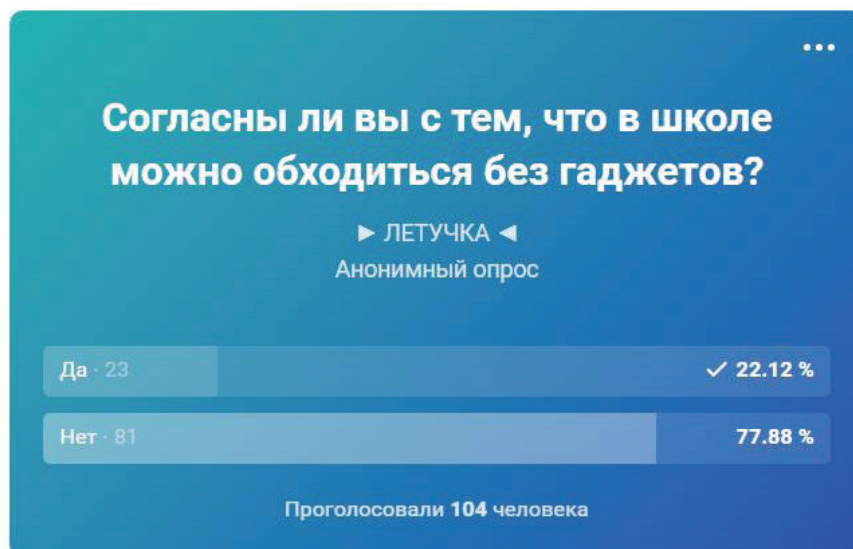 Согласны ли вы с тем, что в школе
можно обходиться без гаджетов?
► ЛЕТУЧКА ◄
Анонимный опрос
Да · 23 ✓ 22.12 %
Нет · 81 77.88 %
Проголосовали 104 человека